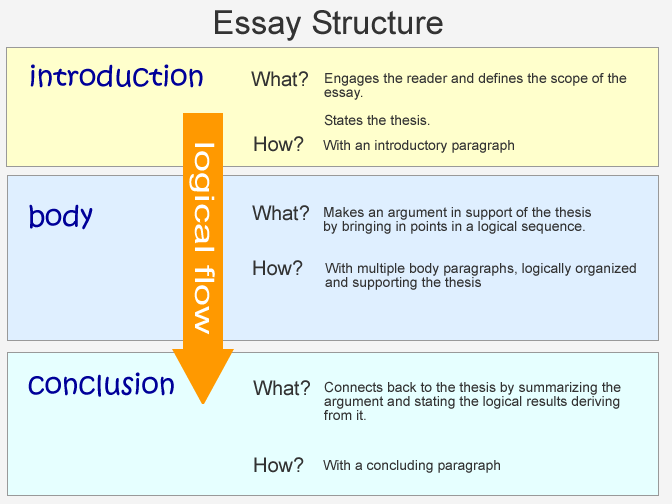 Essay Structure
introduction
What?
Engages the reader and defines the scope of the
essay.
States the thesis.
How?
With an introductory paragraph
logical flow
body
What?
Makes an argument in support of the thesis
by bringing in points in a logical sequence.
How?
With multiple body paragraphs, logically organized
and supporting the thesis
conclusion
What?
Connects back to the thesis by summarizing the
argument and stating the logical results deriving
from it.
How?
With a concluding paragraph